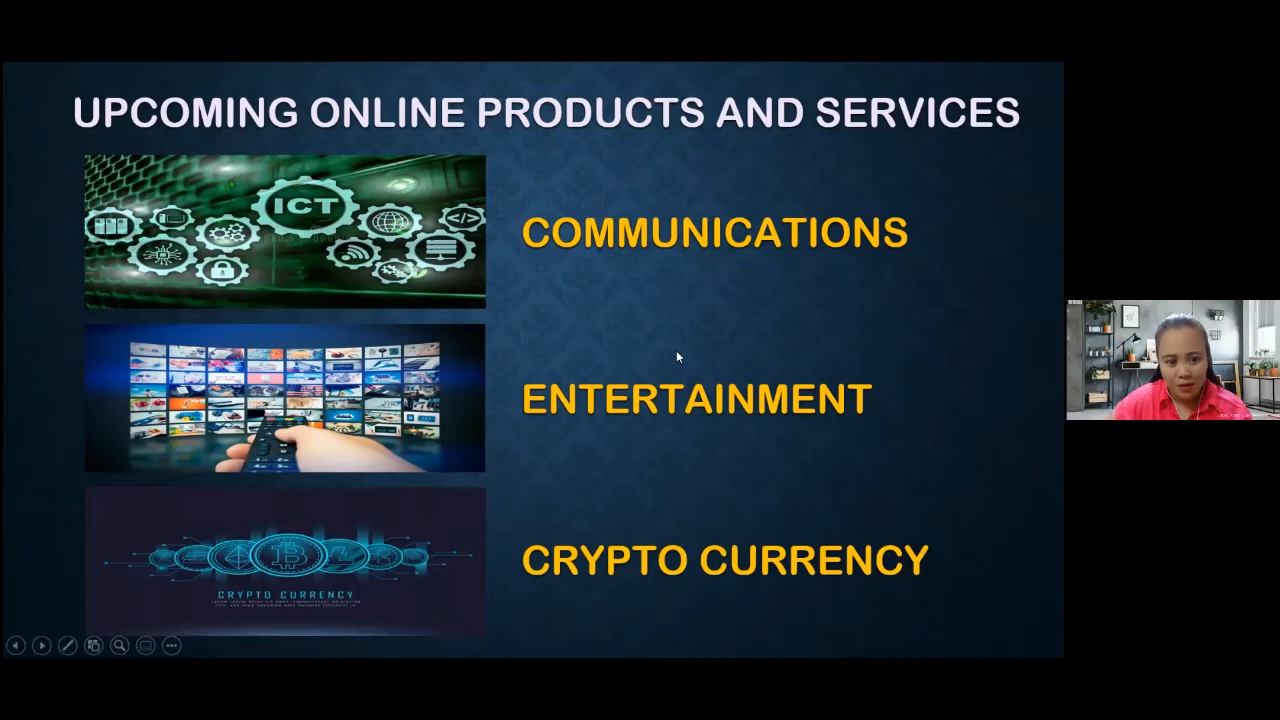 UPCOMING ONLINE PRODUCTS AND SERVICES
ICT
COMMUNICATIONS
ENTERTAINMENT
CRYPTO CURRENCY
CRYPTO CURRENCY